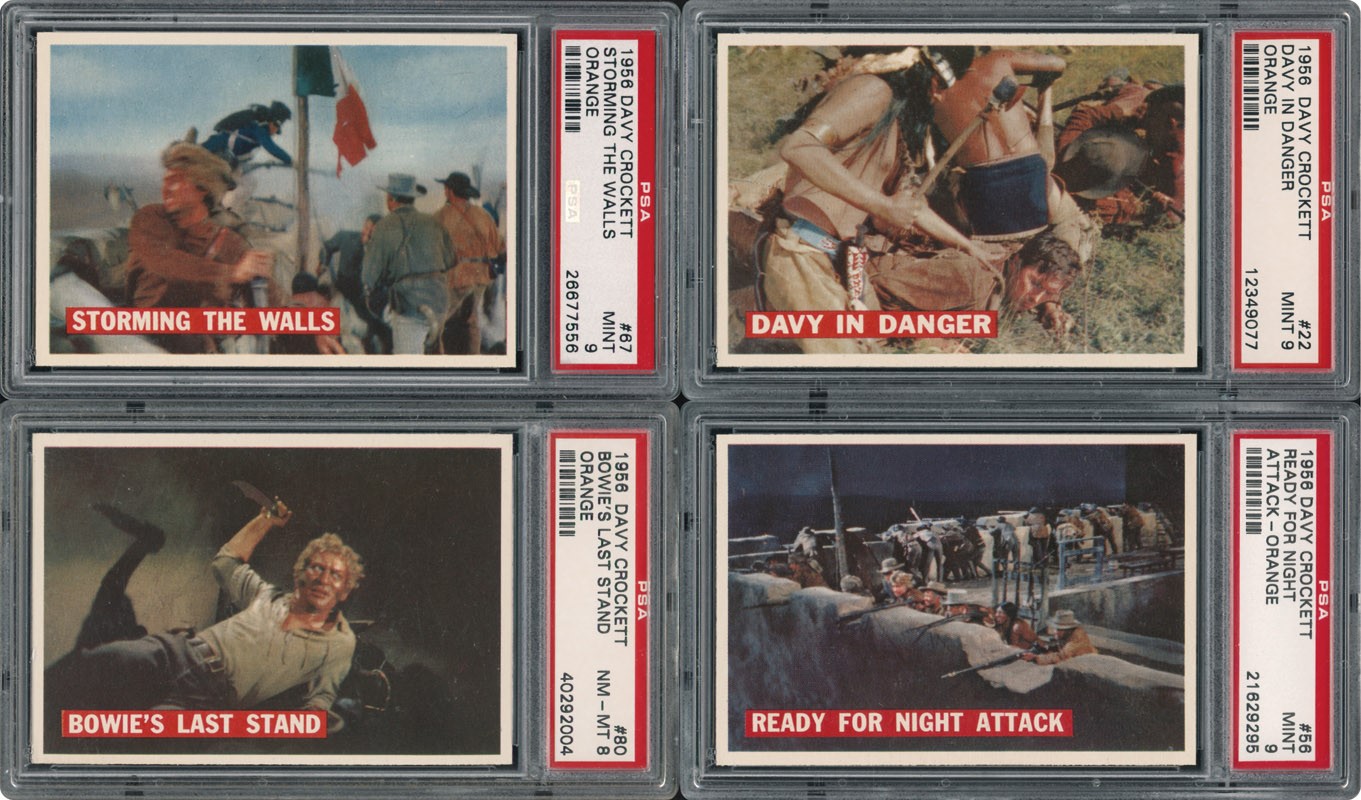 STORMING THE WALLS
1956 DAVY CROCKETT
STORMING THE WALLS
ORANGE
#67
MINT
9
26677556
PSA
PSA
DAVY IN DANGER
1956 DAVY CROCKETT
DAVY IN DANGER
ORANGE
#22
MINT 9
12349077
PSA
BOWIE'S LAST STAND
1956 DAVY CROCKETT
BOWIE'S LAST STAND
ORANGE
#80
NM-MT 8
40292004
PSA
READY FOR NIGHT ATTACK
1956 DAVY CROCKETT
READY FOR NIGHT
ATTACK-ORANGE
#56
MINT
9
21629295
PSA